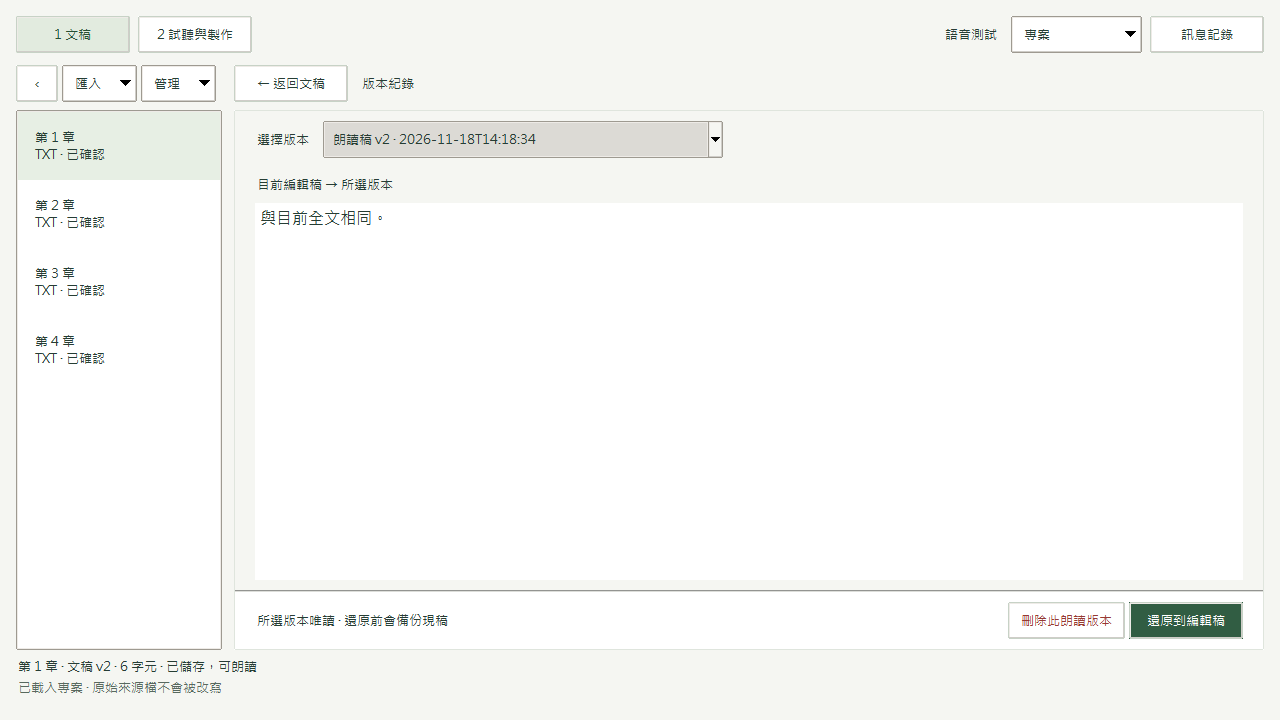 1 文稿
2 試聽與製作
語音測試
專案
訊息記錄
‹
匯入
管理
← 返回文稿
版本紀錄
第 1 章
TXT · 已確認
第 2 章
TXT · 已確認
第 3 章
TXT · 已確認
第 4 章
TXT · 已確認
選擇版本
朗讀稿 v2 · 2026-11-18T14:18:34
目前編輯稿 → 所選版本
與目前全文相同。
所選版本唯讀 · 還原前會備份現稿
刪除此朗讀版本
還原到編輯稿
第 1 章 · 文稿 v2 · 6 字元 · 已儲存，可朗讀
已載入專案 · 原始來源檔不會被改寫